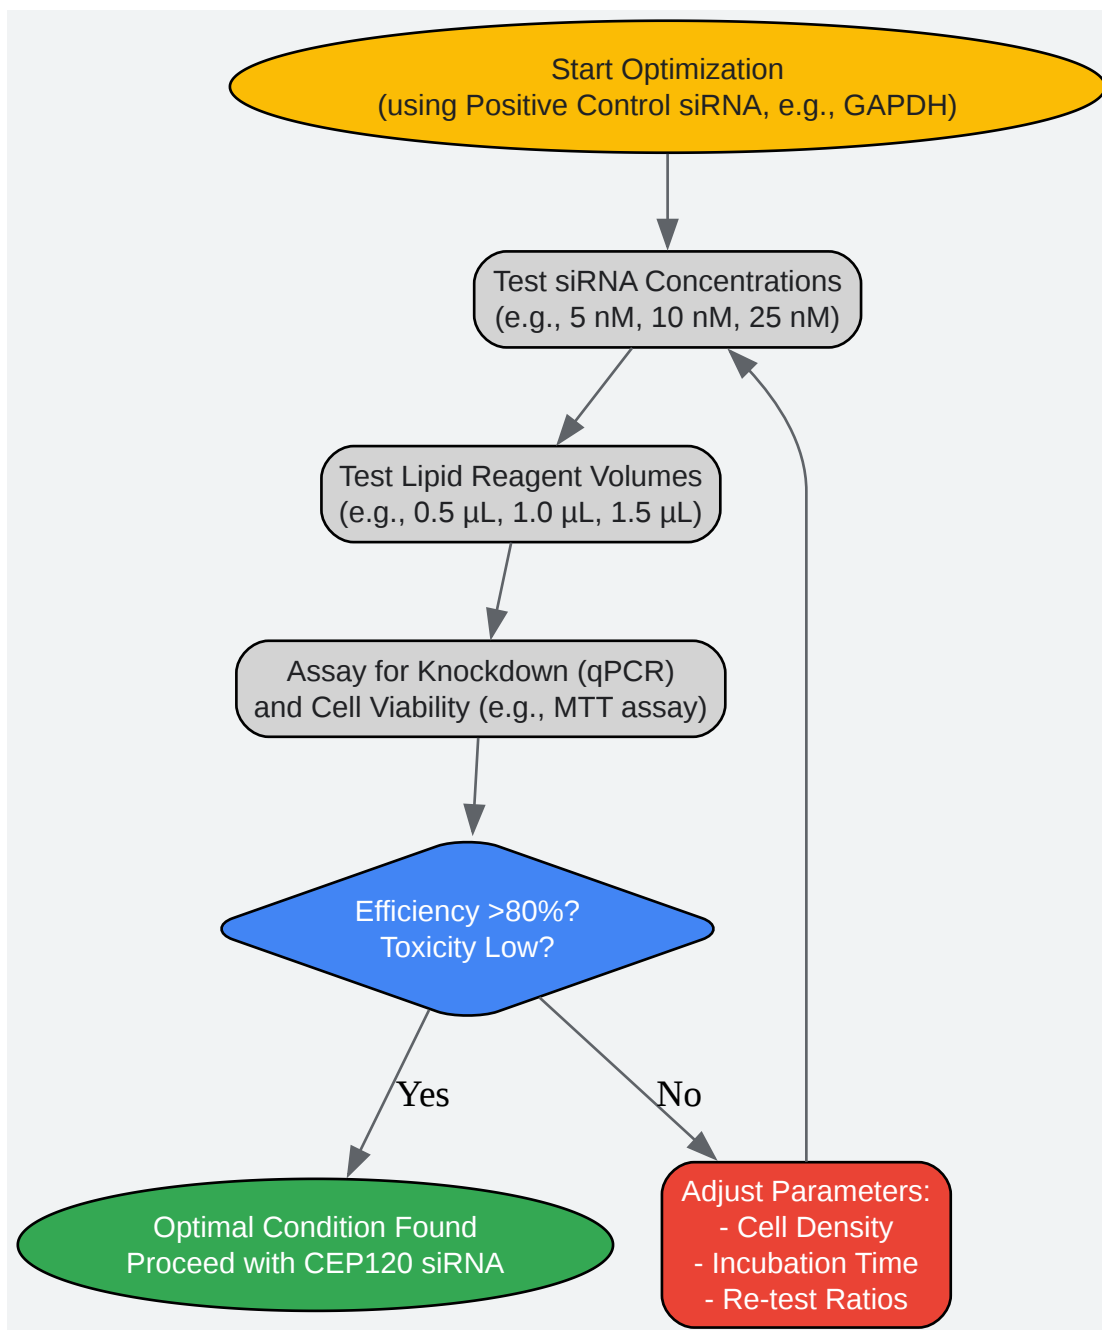 Start Optimization
(using Positive Control siRNA, e.g., GAPDH)
Test siRNA Concentrations
(e.g., 5 nM, 10 nM, 25 nM)
Test Lipid Reagent Volumes
(e.g., 0.5 µL, 1.0 µL, 1.5 µL)
Assay for Knockdown (qPCR)
and Cell Viability (e.g., MTT assay)
Efficiency >80%?
Toxicity Low?
Yes
No
Optimal Condition Found
Proceed with CEP120 siRNA
Adjust Parameters:
- Cell Density
- Incubation Time
- Re-test Ratios